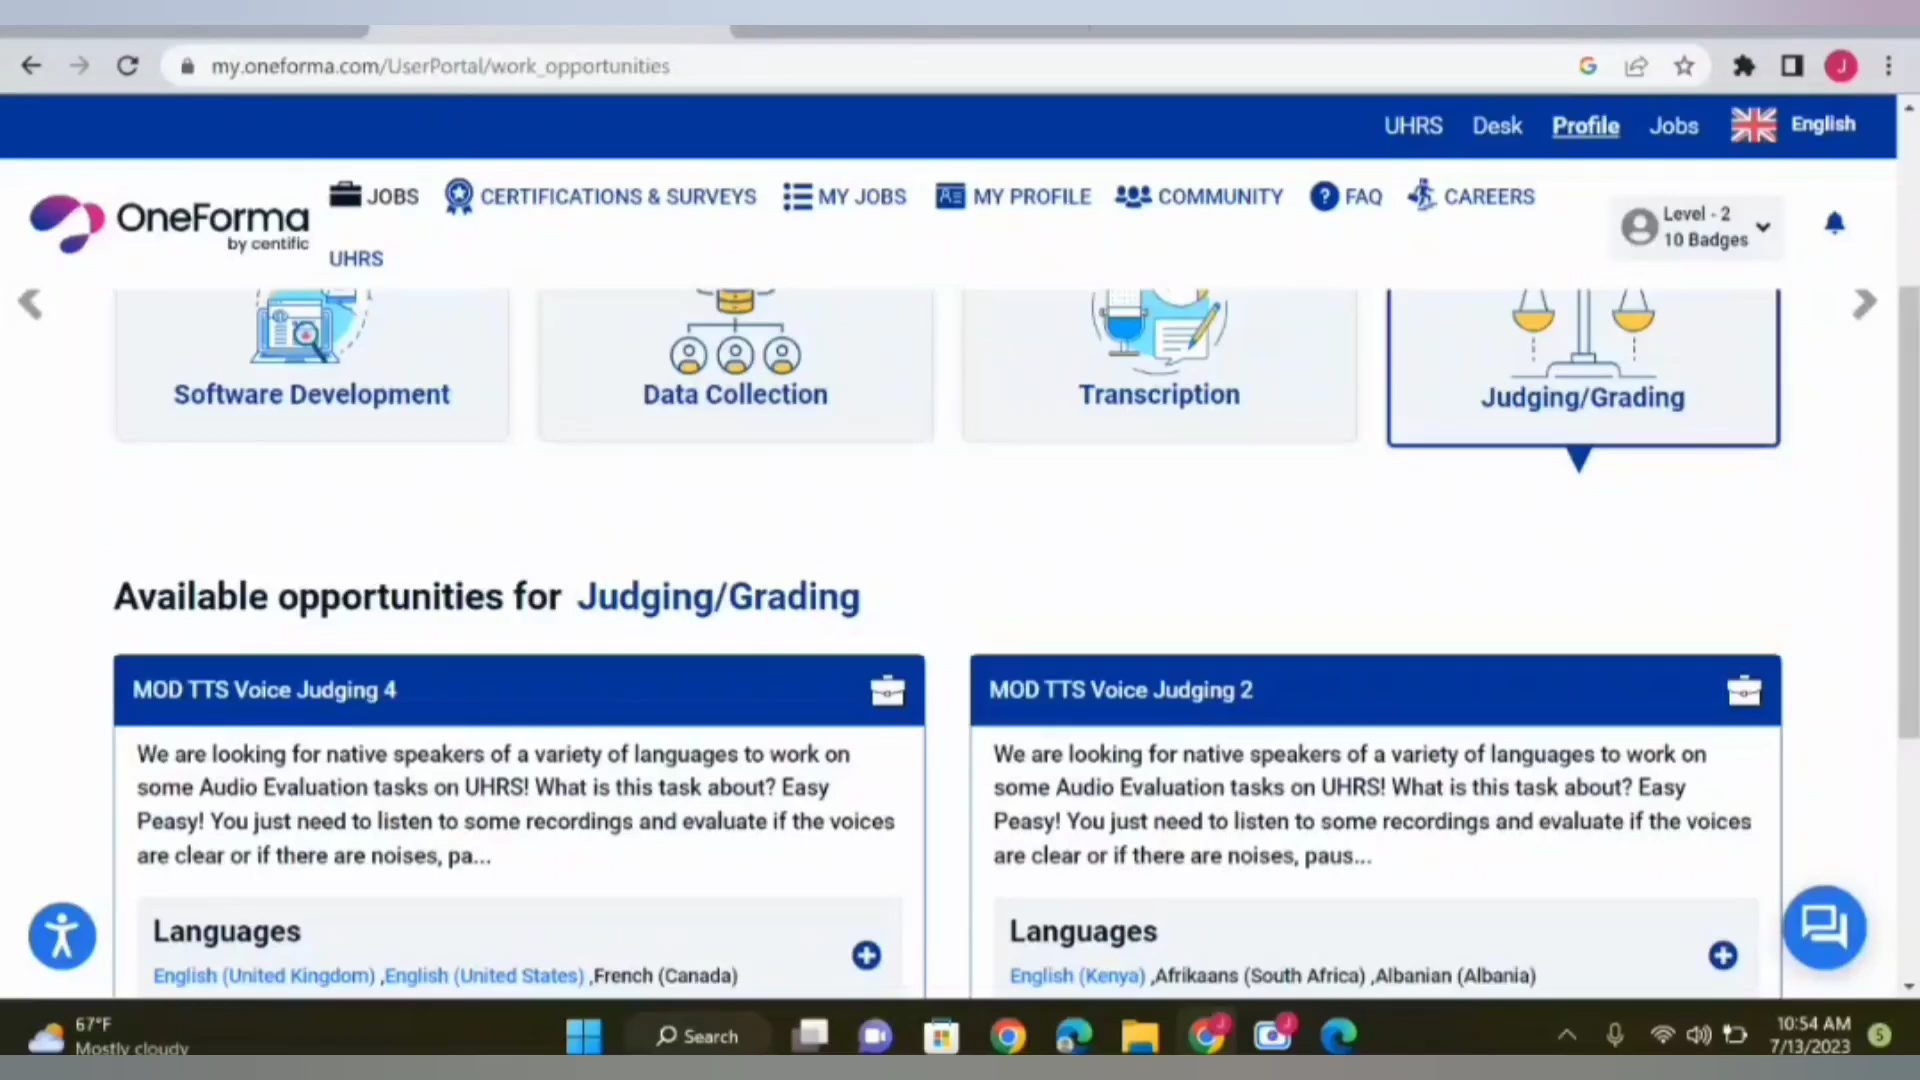 my.oneforma.com/UserPortal/work_opportunities
J
UHRS Desk Profile Jobs English
OneForma
by centific
JOBS CERTIFICATIONS & SURVEYS MY JOBS MY PROFILE COMMUNITY ? FAQ CAREERS
UHRS
Level - 2
10 Badges
Software Development
Data Collection
Transcription
Judging/Grading
Available opportunities for Judging/Grading
MOD TTS Voice Judging 4
We are looking for native speakers of a variety of languages to work on
some Audio Evaluation tasks on UHRS! What is this task about? Easy
Peasy! You just need to listen to some recordings and evaluate if the voices
are clear or if there are noises, pa...
Languages
English (United Kingdom) ,English (United States) ,French (Canada)
MOD TTS Voice Judging 2
We are looking for native speakers of a variety of languages to work on
some Audio Evaluation tasks on UHRS! What is this task about? Easy
Peasy! You just need to listen to some recordings and evaluate if the voices
are clear or if there are noises, paus...
Languages
English (Kenya) ,Afrikaans (South Africa) ,Albanian (Albania)
67°F
Mostly cloudy
Search
J
J
10:54 AM
7/13/2023
5